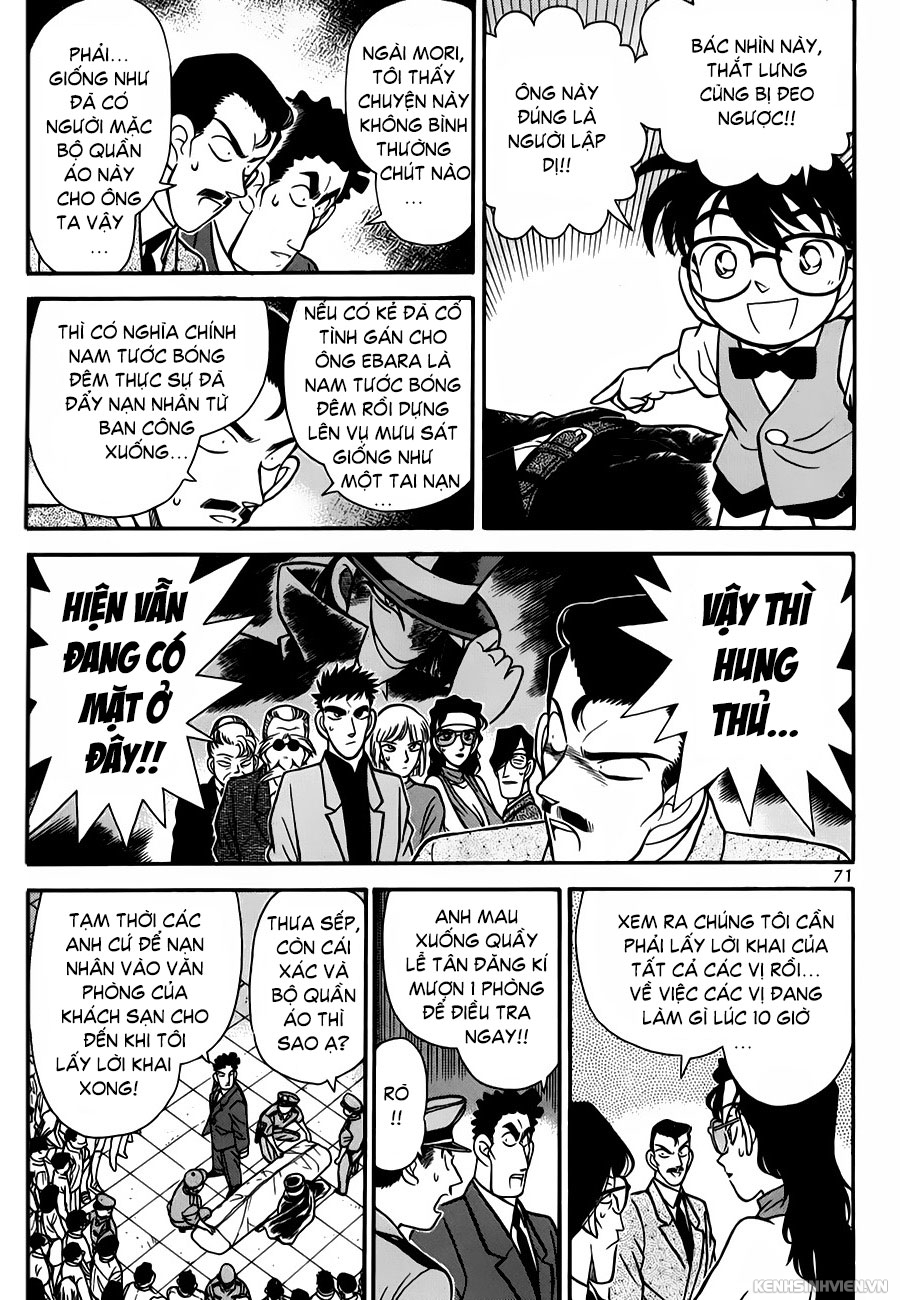 BÁC NHÌN NÀY,
THẮT LƯNG
CŨNG BỊ ĐEO
NGƯỢC!!
ÔNG NÀY
ĐÚNG LÀ
NGƯỜI LẬP
DỊ!!
NGÀI MORI,
TÔI THẤY
CHUYỆN NÀY
KHÔNG BÌNH
THƯỜNG
CHÚT NÀO
...
PHẢI...
GIỐNG NHƯ
ĐÃ CÓ
NGƯỜI MẶC
BỘ QUẦN
ÁO NÀY
CHO ÔNG
TA VẬY
...
NẾU CÓ KẺ ĐÃ CỐ
TÌNH GÁN CHO
ÔNG EBARA LÀ
NAM TƯỚC BÓNG
ĐÊM RỒI DỰNG
LÊN VỤ MƯU SÁT
GIỐNG NHƯ
MỘT TAI NẠN
...
THÌ CÓ NGHĨA CHÍNH
NAM TƯỚC BÓNG
ĐÊM THỰC SỰ ĐÃ
ĐẨY NẠN NHÂN TỪ
BAN CÔNG
XUỐNG...
VẬY THÌ
HUNG
THỦ...
HIỆN VẪN
ĐANG CÓ
MẶT Ở
ĐÂY!!
71
XEM RA CHÚNG TÔI CẦN
PHẢI LẤY LỜI KHAI CỦA
TẤT CẢ CÁC VỊ RỒI...
VỀ VIỆC CÁC VỊ ĐANG
LÀM GÌ LÚC 10 GIỜ
...
ANH MAU
XUỐNG QUẦY
LỄ TÂN ĐĂNG KÍ
MƯỢN 1 PHÒNG
ĐỂ ĐIỀU TRA
NGAY!!
RÕ
!!
THƯA SẾP,
CÒN CÁI
XÁC VÀ
BỘ QUẦN
ÁO THÌ
SAO Ạ?
TẠM THỜI CÁC
ANH CỨ ĐỂ NẠN
NHÂN VÀO VĂN
PHÒNG CỦA
KHÁCH SẠN CHO
ĐẾN KHI TÔI
LẤY LỜI KHAI
XONG!
KENHSINHVIEN.VN